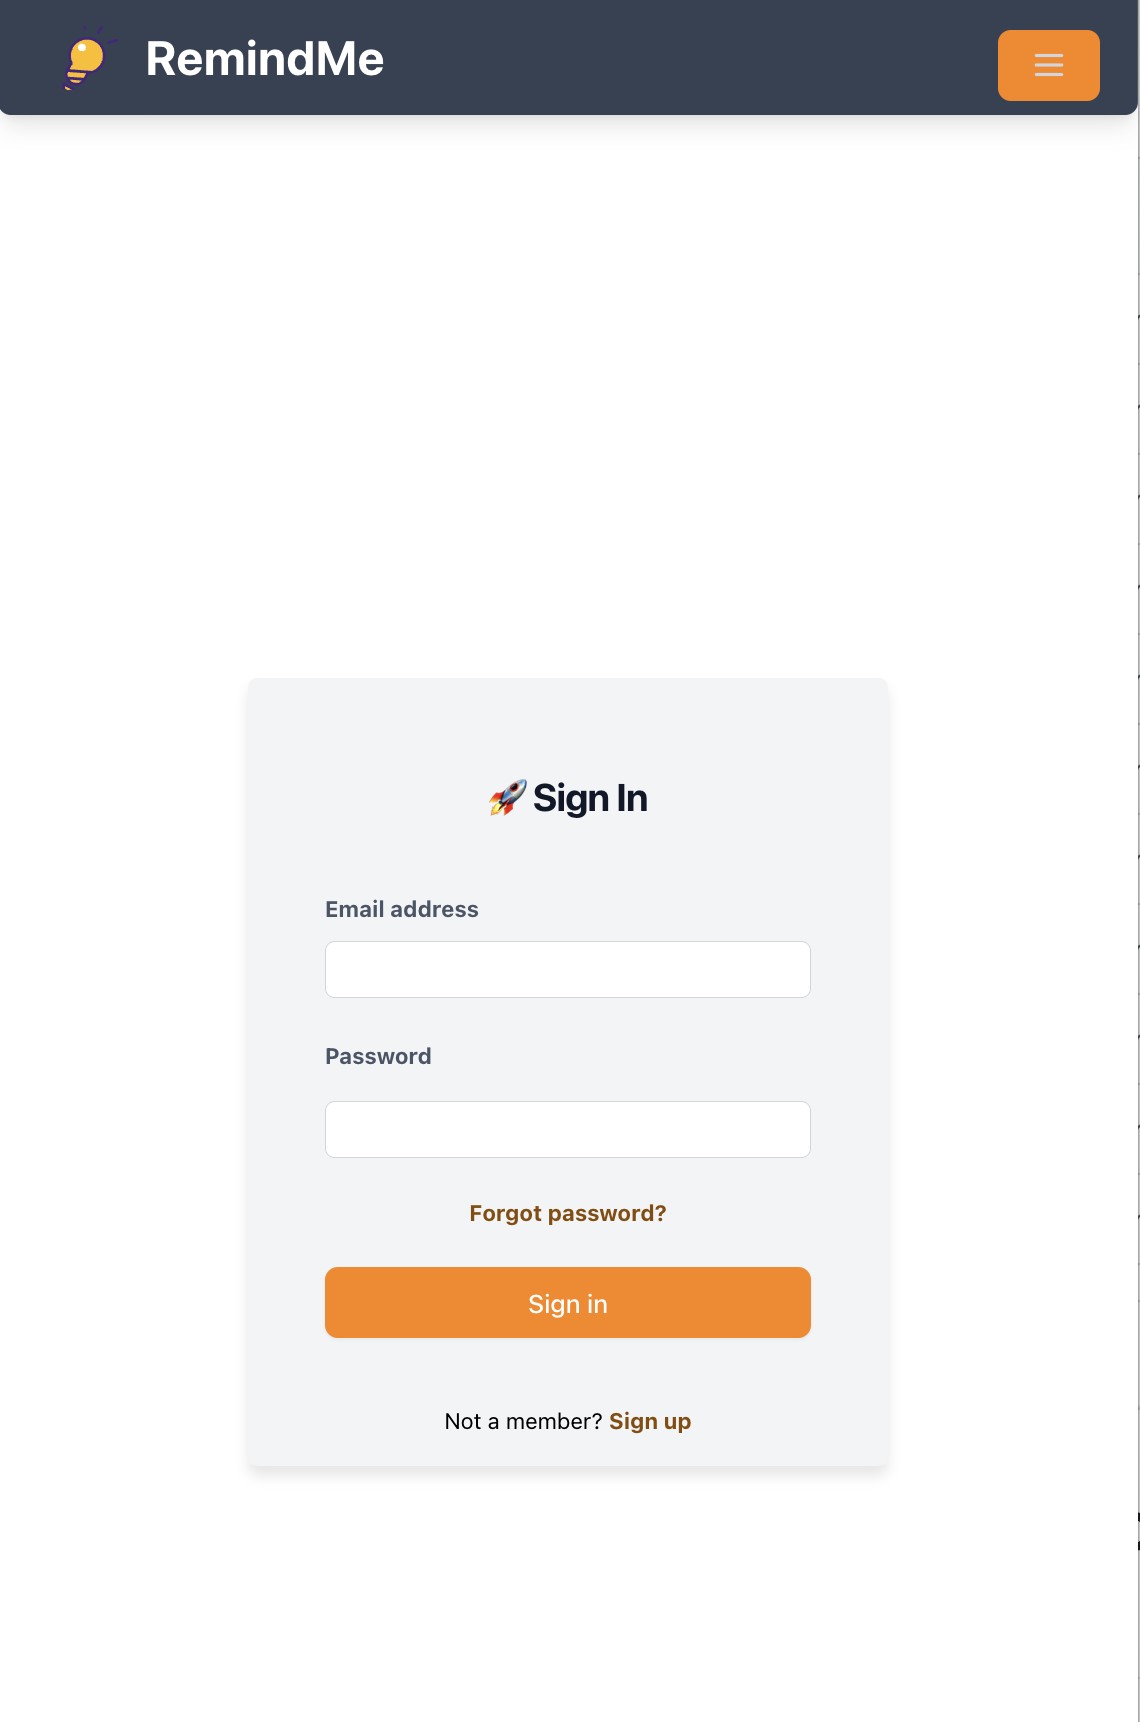 RemindMe
🚀 Sign In
Email address
Password
Forgot password?
Sign in
Not a member? Sign up